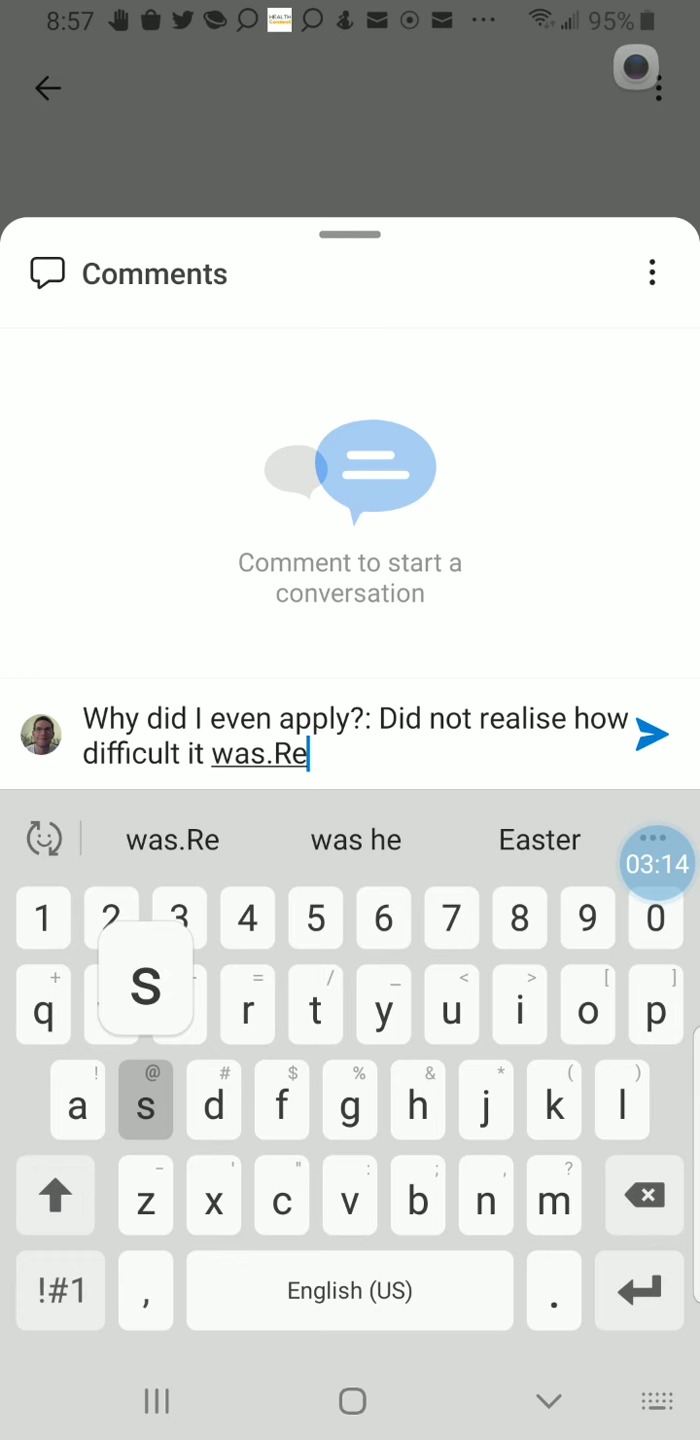 8:57 HEALTH 95%
Comments
Comment to start a
conversation
Why did I even apply?: Did not realise how
difficult it was.Re
was.Re was he Easter
03:14
1 2 3 4 5 6 7 8 9 0
+ = / _ < > [ ]
q r t y u i o p
s
! @ # $ % & * ( )
a s d f g h j k l
- ' " : ; , ?
z x c v b n m
!#1 , English (US) .